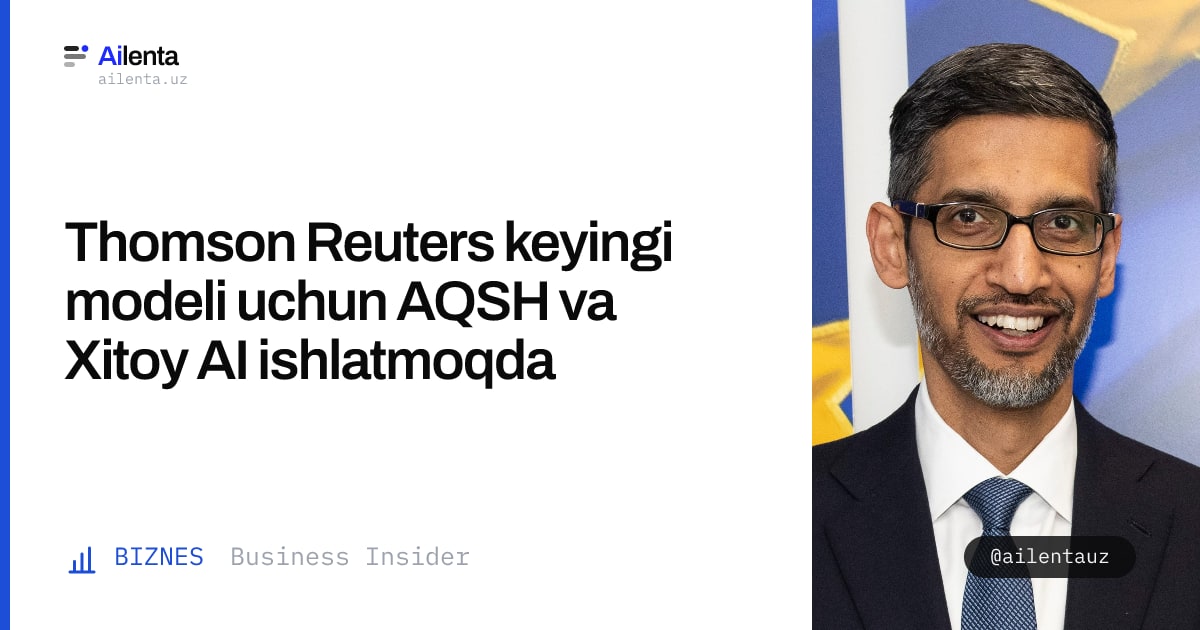 Ailenta
ailenta.uz
Thomson Reuters keyingi
modeli uchun AQSH va
Xitoy AI ishlatmoqda
BIZNES Business Insider
@ailentauz